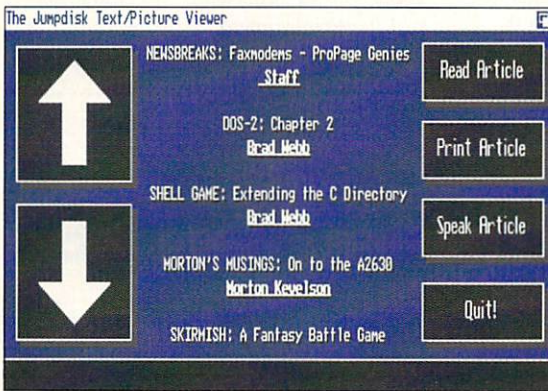 The Jumpdisk Text/Picture Viewer
NEWSBREAKS: Faxmodems - ProPage Genies
Staff
DOS-2: Chapter 2
Brad Webb
SHELL GAME: Extending the C Directory
Brad Webb
MORTON'S MUSINGS: On to the A2630
Morton Kevelson
SKIRMISH: A Fantasy Battle Game
Read Article
Print Article
Speak Article
Quit!